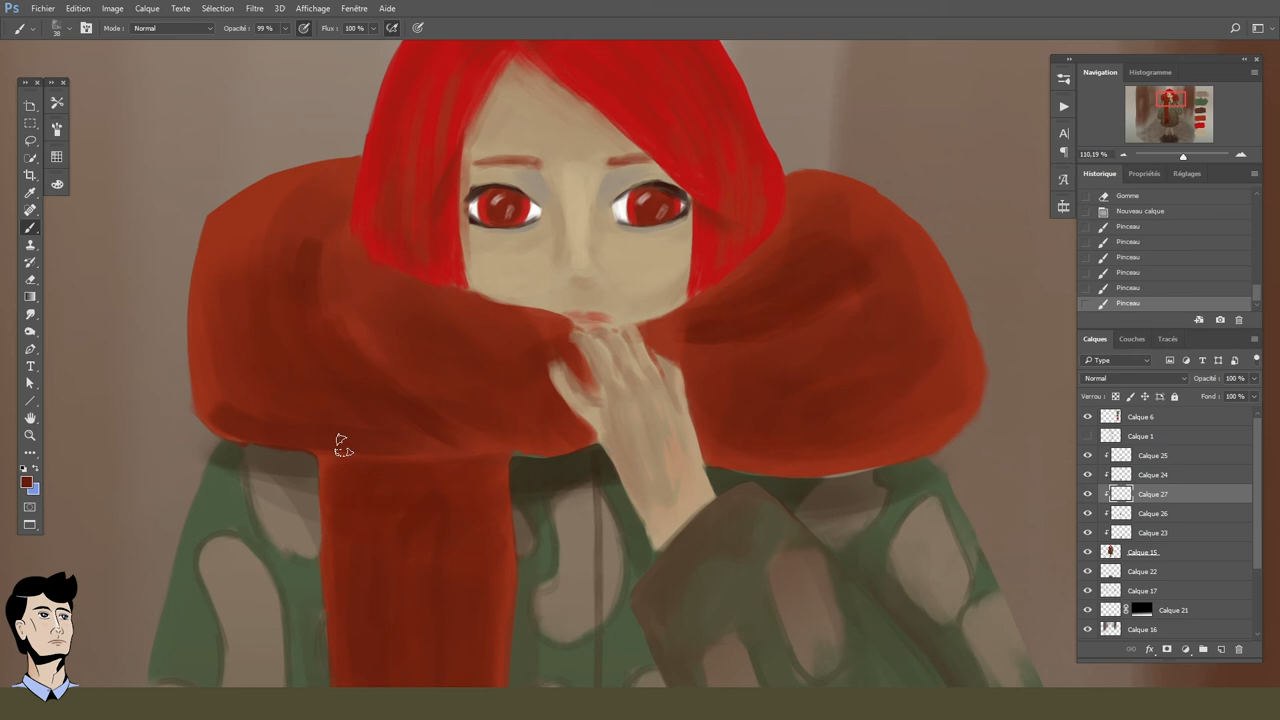 Ps Fichier Edition Image Calque Texte Sélection Filtre 3D Affichage Fenêtre Aide
38 Mode : Normal Opacité : 99 % Flux : 100 %
Navigation Histogramme
110,19 %
Historique Propriétés Réglages
Gomme
Nouveau calque
Pinceau
Pinceau
Pinceau
Pinceau
Pinceau
Pinceau
Calques Couches Tracés
Type
Normal Opacité : 100 %
Verrou : Fond : 100 %
Calque 6
Calque 1
Calque 25
Calque 24
Calque 27
Calque 26
Calque 23
Calque 15
Calque 22
Calque 17
Calque 21
Calque 16